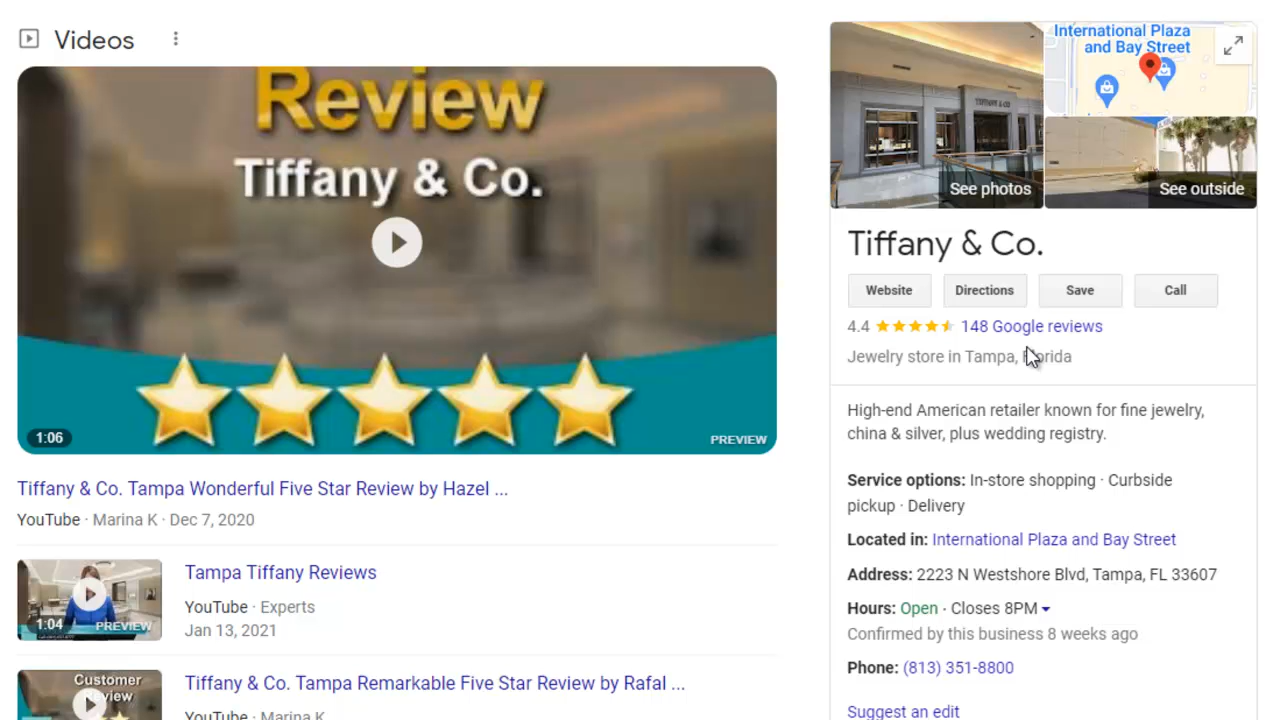 Videos
Review
Tiffany & Co.
1:06
PREVIEW
Tiffany & Co. Tampa Wonderful Five Star Review by Hazel ...
YouTube · Marina K · Dec 7, 2020
1:04
PREVIEW
Tampa Tiffany Reviews
YouTube · Experts
Jan 13, 2021
Customer
Review
Tiffany & Co. Tampa Remarkable Five Star Review by Rafal ...
YouTube · Marina K
TIFFANY & CO
See photos
International Plaza
and Bay Street
See outside
Tiffany & Co.
Website
Directions
Save
Call
4.4
148 Google reviews
Jewelry store in Tampa, Florida
High-end American retailer known for fine jewelry,
china & silver, plus wedding registry.
Service options: In-store shopping · Curbside
pickup · Delivery
Located in: International Plaza and Bay Street
Address: 2223 N Westshore Blvd, Tampa, FL 33607
Hours: Open · Closes 8PM
Confirmed by this business 8 weeks ago
Phone: (813) 351-8800
Suggest an edit